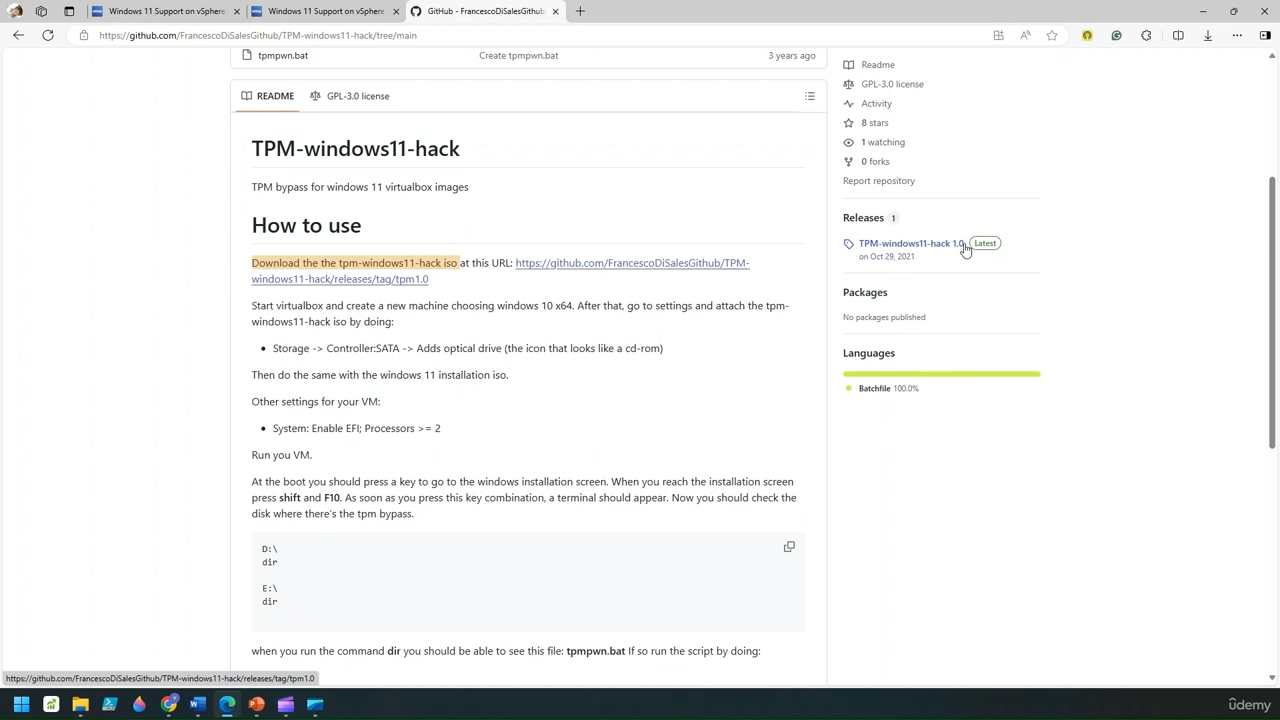 Windows 11 Support on vSphere
Windows 11 Support on vSphere
GitHub - FrancescoDiSalesGithub
https://github.com/FrancescoDiSalesGithub/TPM-windows11-hack/tree/main
tpmpwn.bat
Create tpmpwn.bat
3 years ago
README
GPL-3.0 license
TPM-windows11-hack
TPM bypass for windows 11 virtualbox images
How to use
Download the the tpm-windows11-hack iso at this URL: https://github.com/FrancescoDiSalesGithub/TPM-
windows11-hack/releases/tag/tpm1.0
Start virtualbox and create a new machine choosing windows 10 x64. After that, go to settings and attach the tpm-
windows11-hack iso by doing:
• Storage -> Controller:SATA -> Adds optical drive (the icon that looks like a cd-rom)
Then do the same with the windows 11 installation iso.
Other settings for your VM:
• System: Enable EFI; Processors >= 2
Run you VM.
At the boot you should press a key to go to the windows installation screen. When you reach the installation screen
press shift and F10. As soon as you press this key combination, a terminal should appear. Now you should check the
disk where there's the tpm bypass.
D:\
dir
E:\
dir
when you run the command dir you should be able to see this file: tpmpwn.bat If so run the script by doing:
Readme
GPL-3.0 license
Activity
8 stars
1 watching
0 forks
Report repository
Releases 1
TPM-windows11-hack 1.0 Latest
on Oct 29, 2021
Packages
No packages published
Languages
Batchfile 100.0%
https://github.com/FrancescoDiSalesGithub/TPM-windows11-hack/releases/tag/tpm1.0
ûdemy